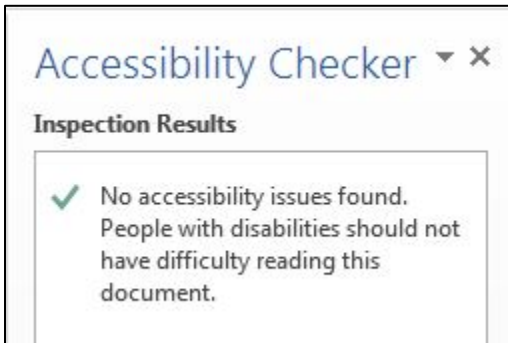 Accessibility Checker
Inspection Results
No accessibility issues found.
People with disabilities should not
have difficulty reading this
document.